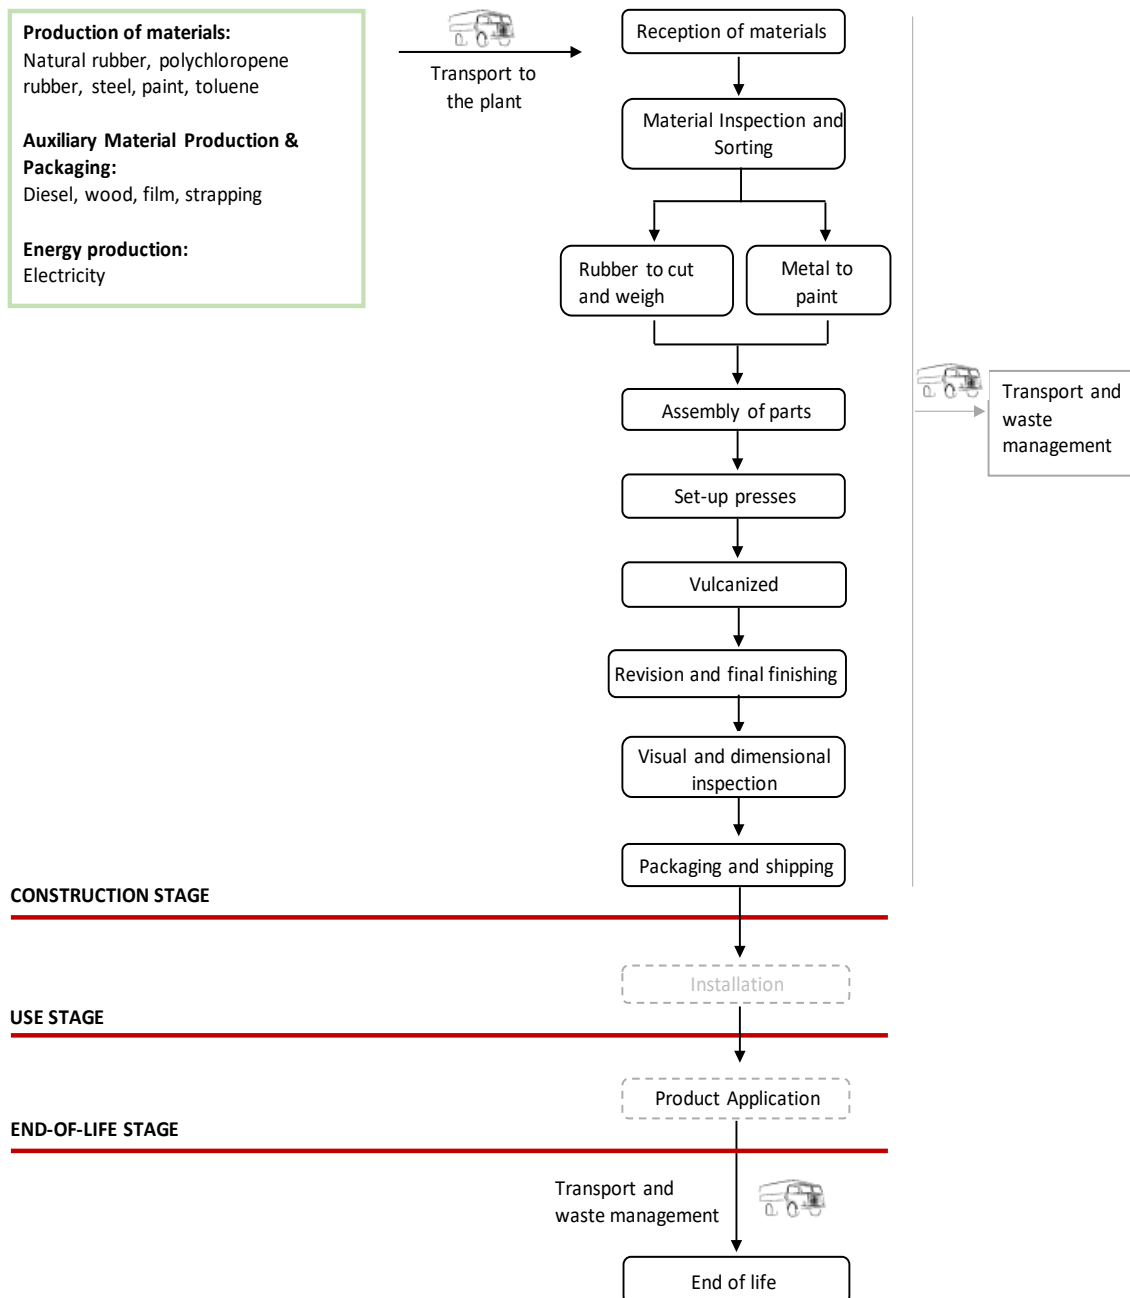 Production of materials:
Natural rubber, polychloropene
rubber, steel, paint, toluene
Auxiliary Material Production &
Packaging:
Diesel, wood, film, strapping
Energy production:
Electricity
Transport to
the plant
Reception of materials
Material Inspection and
Sorting
Rubber to cut
and weigh
Metal to
paint
Assembly of parts
Set-up presses
Vulcanized
Revision and final finishing
Visual and dimensional
inspection
Packaging and shipping
Transport and
waste
management
CONSTRUCTION STAGE
Installation
USE STAGE
Product Application
END-OF-LIFE STAGE
Transport and
waste management
End of life